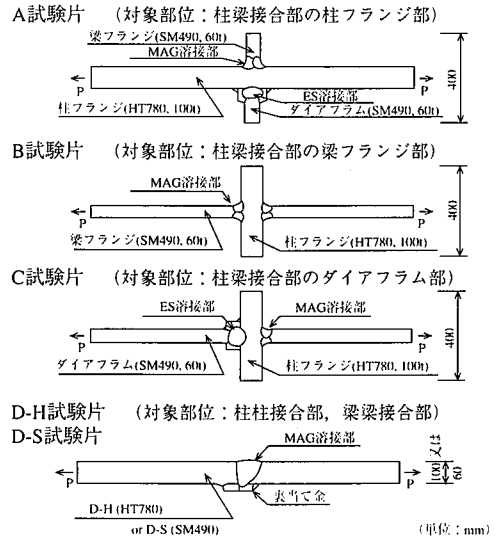 A試験片 (対象部位：柱梁接合部の柱フランジ部)
梁フランジ(SM490, 60t)
MAG溶接部
P
P
400
ES溶接部
柱フランジ(HT780, 100t)
ダイアフラム(SM490, 60t)
B試験片 (対象部位：柱梁接合部の梁フランジ部)
MAG溶接部
P
P
400
梁フランジ(SM490, 60t)
柱フランジ(HT780, 100t)
C試験片 (対象部位：柱梁接合部のダイアフラム部)
ES溶接部
MAG溶接部
P
P
400
ダイアフラム(SM490, 60t)
柱フランジ(HT780, 100t)
D-H試験片 (対象部位：柱柱接合部，梁梁接合部)
D-S試験片
MAG溶接部
P
P
100又は
60
D-H (HT780)
裏当て金
or D-S (SM490)
(単位：mm)